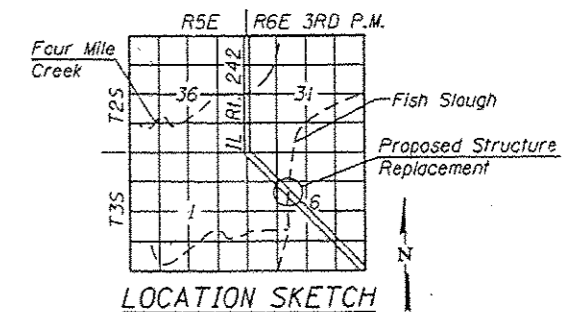 R5E R6E 3RD P.M.
Four Mile
Creek
T2S
36
IL Rt. 242
31
Fish Slough
Proposed Structure
Replacement
T3S
1
6
N
LOCATION SKETCH